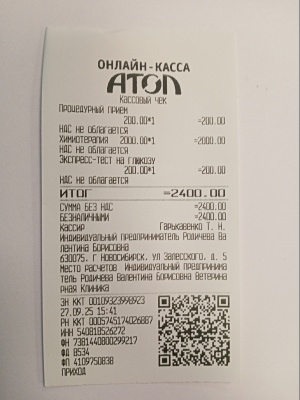 ОНЛАЙН-КАССА
АТОЛ
Кассовый чек
Процедурный прием
200.00*1 =200.00
НДС не облагается
Химиотерапия 2000.00*1 =2000.00
НДС не облагается
Экспресс-тест на глюкозу
200.00*1 =200.00
НДС не облагается
ИТОГ =2400.00
СУММА БЕЗ НДС =2400.00
БЕЗНАЛИЧНЫМИ =2400.00
Кассир Гарькавенко Т. Н.
Индивидуальный предприниматель Родичева Ва
лентина Борисовна
630075, г Новосибирск, ул Залесского, д. 5
Место расчетов Индивидуальный предпринима
тель Родичева Валентина Борисовна Ветерина
рная Клиника
ЗН ККТ 00109323998923
27.09.25 15:41
РН ККТ 0005745174026887
ИНН 540818526272
ФН 7381440800299217
ФД 8534
ФП 4109750838
ПРИХОД